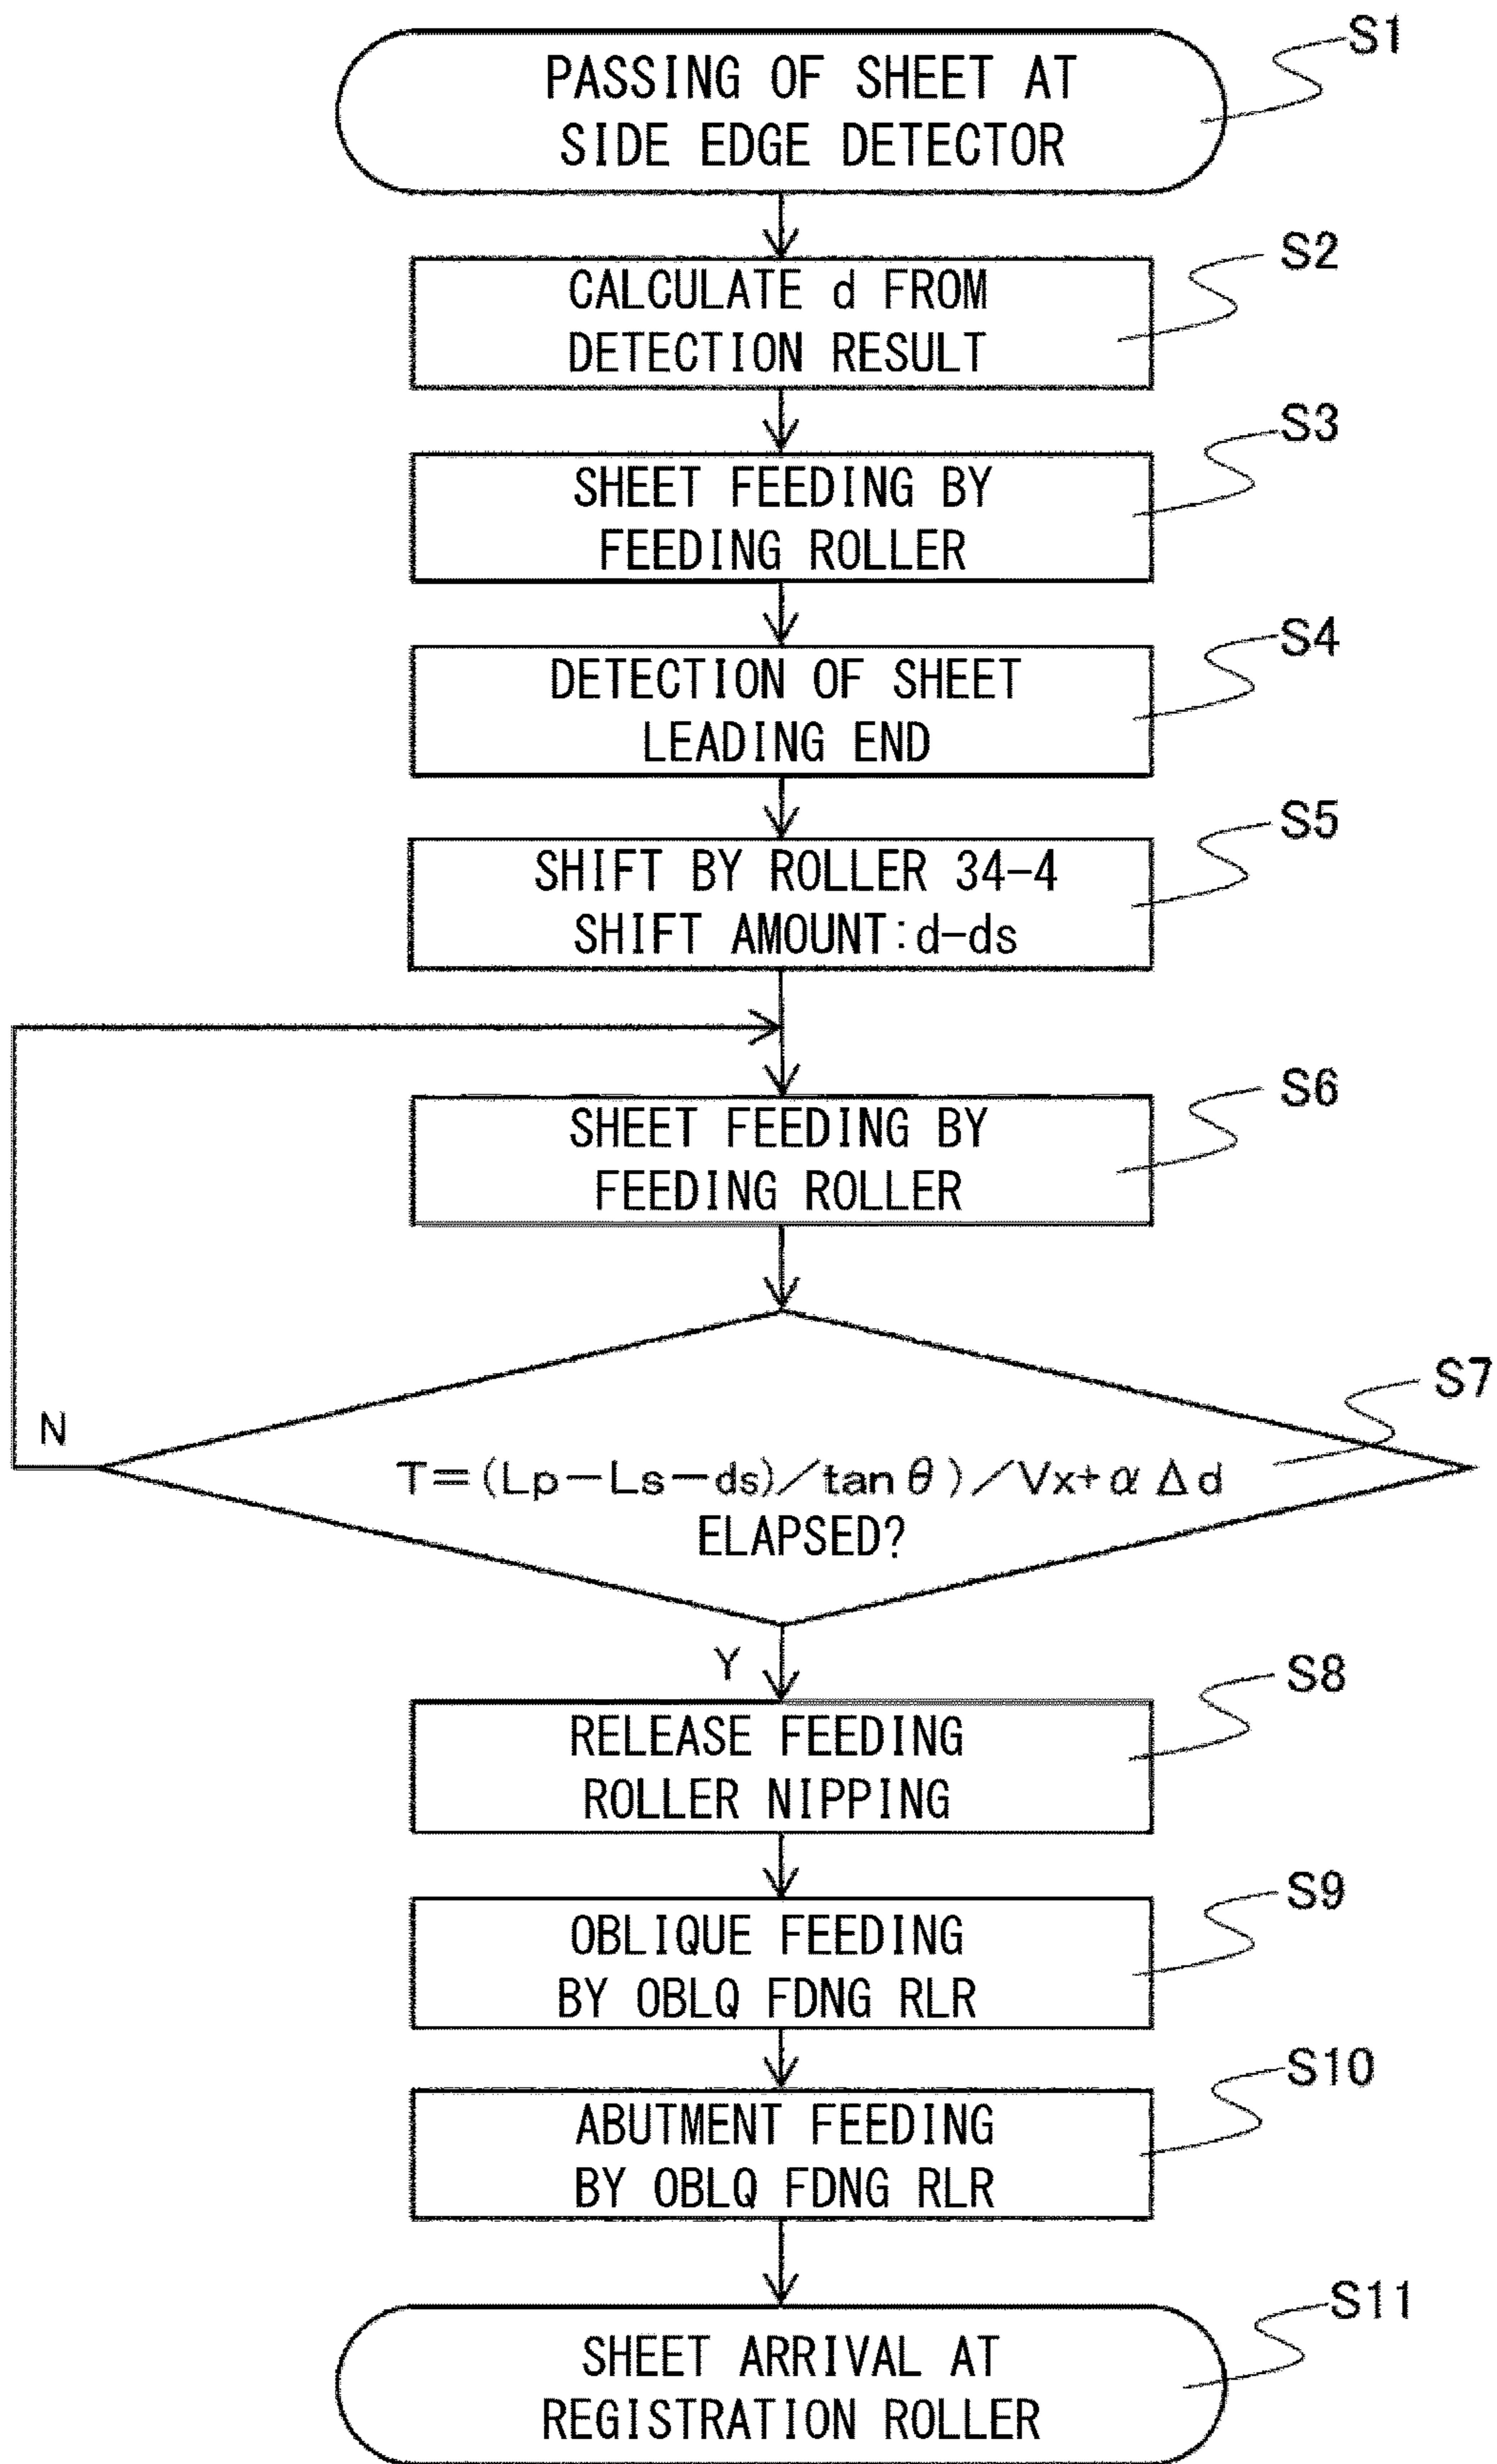 S1
PASSING OF SHEET AT
SIDE EDGE DETECTOR
S2
CALCULATE d FROM
DETECTION RESULT
S3
SHEET FEEDING BY
FEEDING ROLLER
S4
DETECTION OF SHEET
LEADING END
S5
SHIFT BY ROLLER 34-4
SHIFT AMOUNT:d-ds
S6
SHEET FEEDING BY
FEEDING ROLLER
S7
N
T=(Lp-Ls-ds)/tanθ)/Vx+αΔd
ELAPSED?
Y
S8
RELEASE FEEDING
ROLLER NIPPING
S9
OBLIQUE FEEDING
BY OBLQ FDNG RLR
S10
ABUTMENT FEEDING
BY OBLQ FDNG RLR
S11
SHEET ARRIVAL AT
REGISTRATION ROLLER